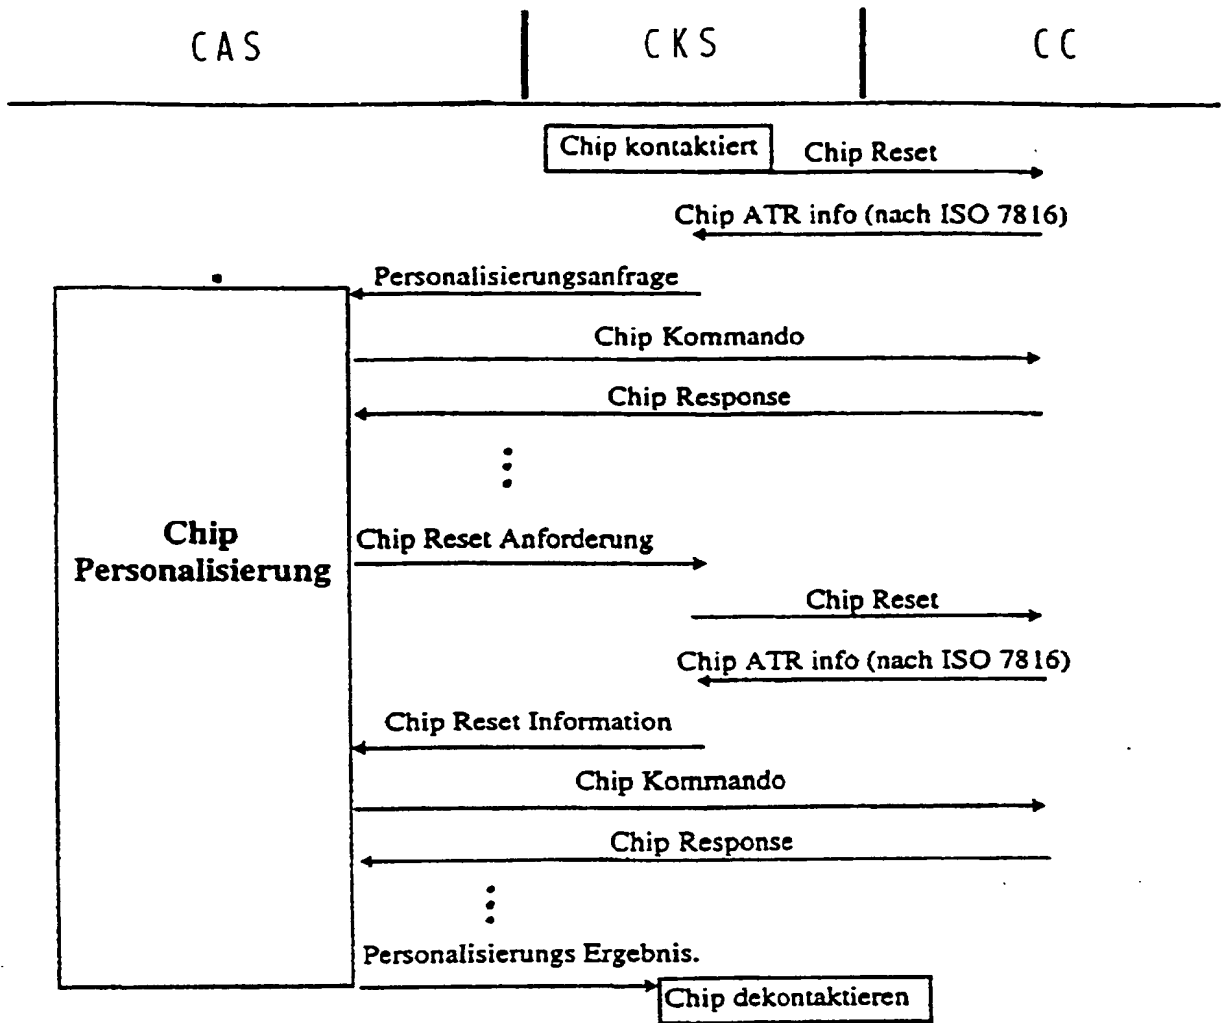 CAS CKS CC
Chip kontaktiert
Chip Reset
Chip ATR info (nach ISO 7816)
Personalisierungsanfrage
Chip Kommando
Chip Response
Chip
Personalisierung
Chip Reset Anforderung
Chip Reset
Chip ATR info (nach ISO 7816)
Chip Reset Information
Chip Kommando
Chip Response
Personalisierungs Ergebnis.
Chip dekontaktieren